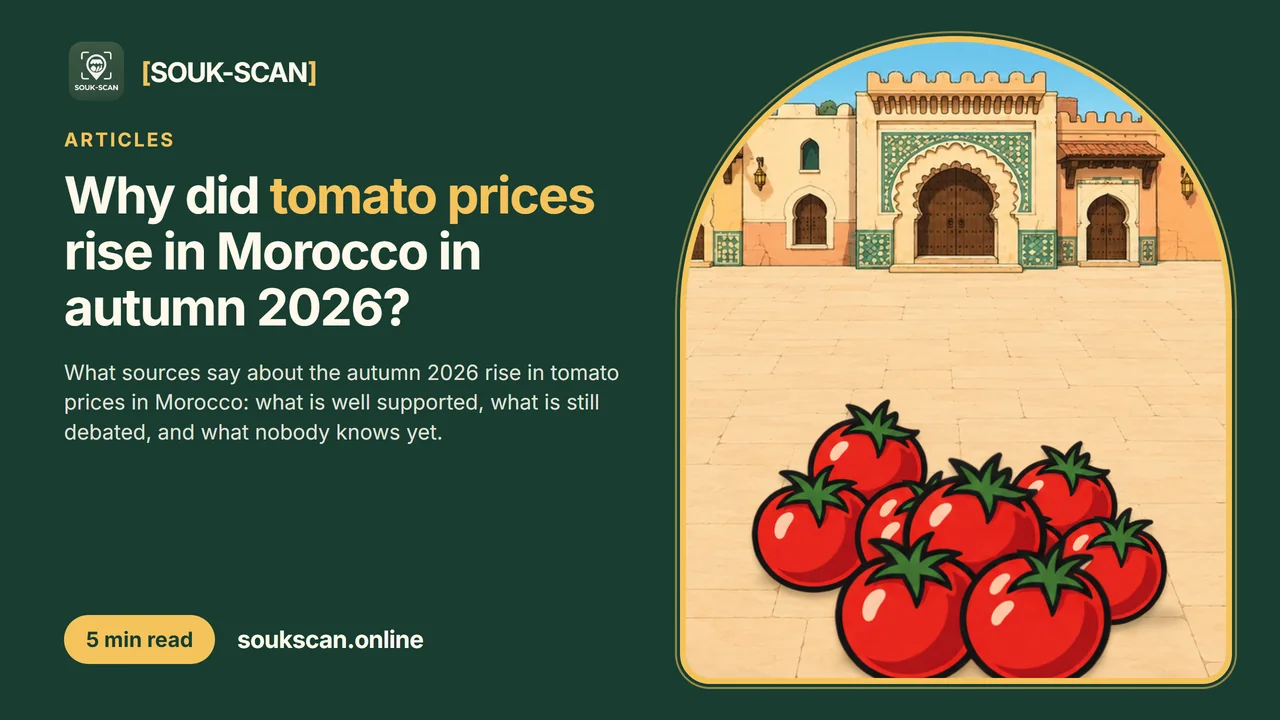 SOUK-SCAN
[SOUK-SCAN]
ARTICLES
Why did tomato prices
rise in Morocco in
autumn 2026?
What sources say about the autumn 2026 rise in tomato
prices in Morocco: what is well supported, what is still
debated, and what nobody knows yet.
5 min read
soukscan.online